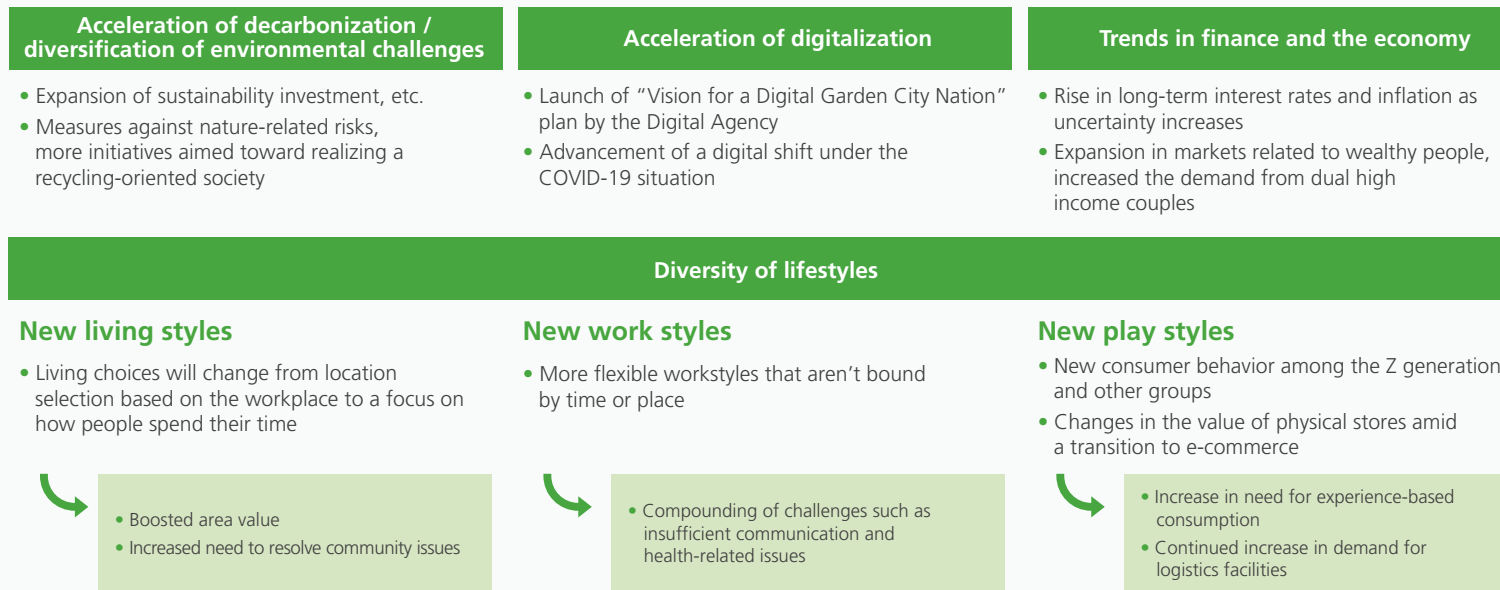 Acceleration of decarbonization /
diversification of environmental challenges
• Expansion of sustainability investment, etc.
• Measures against nature-related risks,
more initiatives aimed toward realizing a
recycling-oriented society
Acceleration of digitalization
• Launch of “Vision for a Digital Garden City Nation”
plan by the Digital Agency
• Advancement of a digital shift under the
COVID-19 situation
Trends in finance and the economy
• Rise in long-term interest rates and inflation as
uncertainty increases
• Expansion in markets related to wealthy people,
increased the demand from dual high
income couples
Diversity of lifestyles
New living styles
• Living choices will change from location
selection based on the workplace to a focus on
how people spend their time
• Boosted area value
• Increased need to resolve community issues
New work styles
• More flexible workstyles that aren’t bound
by time or place
• Compounding of challenges such as
insufficient communication and
health-related issues
New play styles
• New consumer behavior among the Z generation
and other groups
• Changes in the value of physical stores amid
a transition to e-commerce
• Increase in need for experience-based
consumption
• Continued increase in demand for
logistics facilities